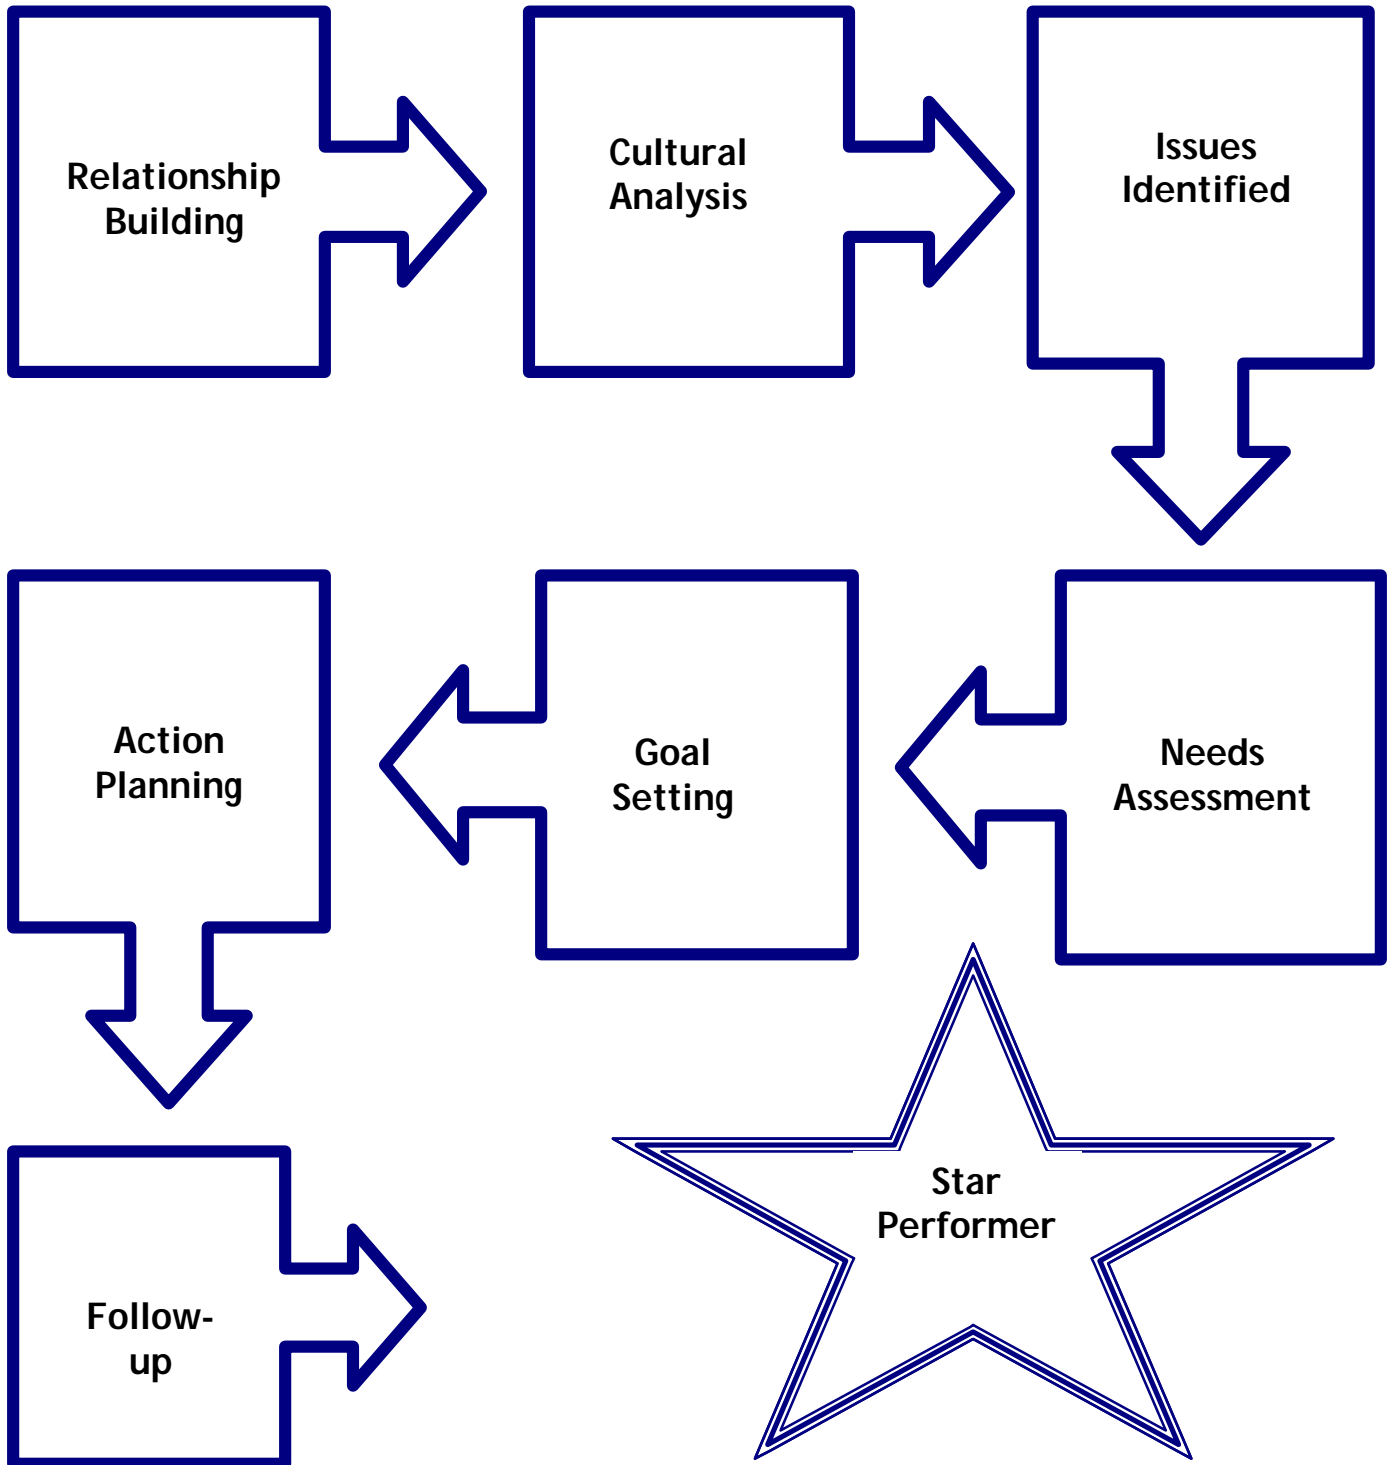 Relationship
Building
Cultural
Analysis
Issues
Identified
Needs
Assessment
Goal
Setting
Action
Planning
Follow-
up
Star
Performer